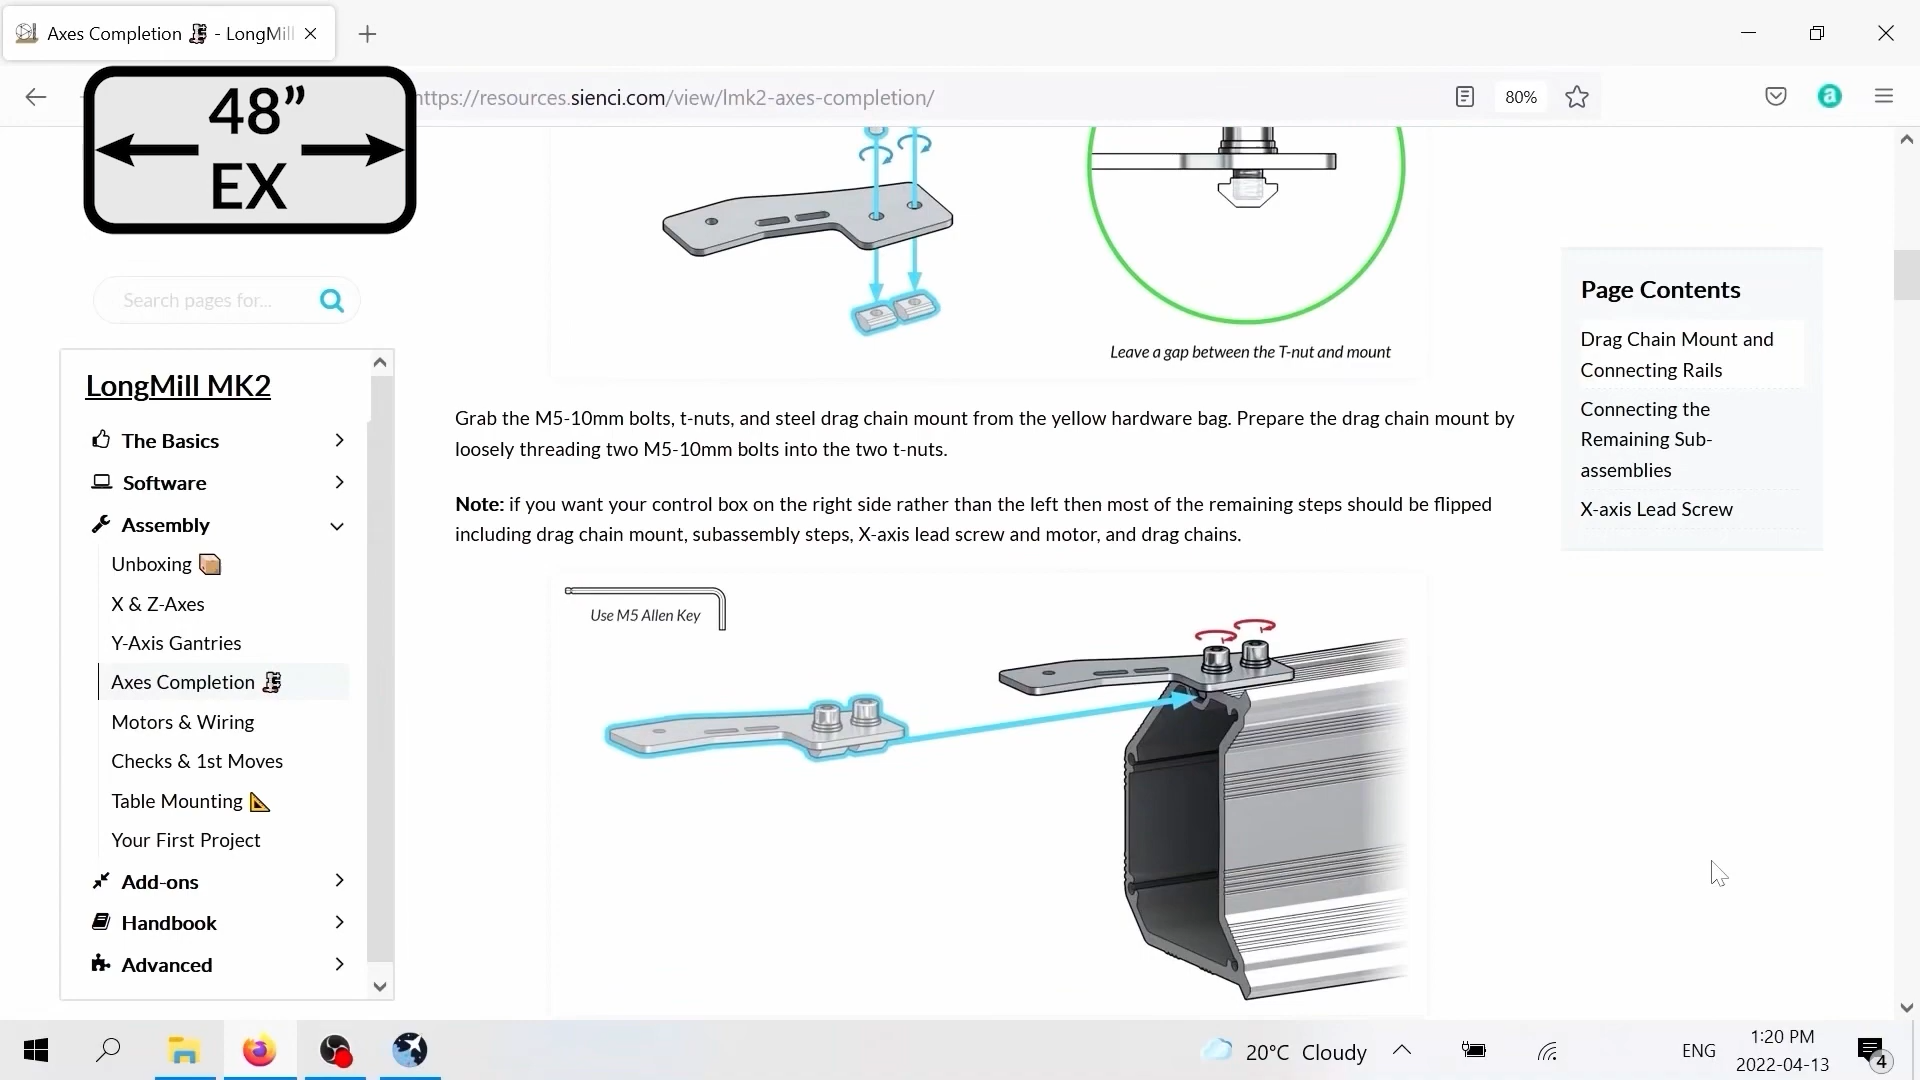 Axes Completion - LongMill
48”
EX
https://resources.sienci.com/view/lmk2-axes-completion/
80%
a
Search pages for...
LongMill MK2
The Basics
Software
Assembly
Unboxing
X & Z-Axes
Y-Axis Gantries
Axes Completion
Motors & Wiring
Checks & 1st Moves
Table Mounting
Your First Project
Add-ons
Handbook
Advanced
Leave a gap between the T-nut and mount
Grab the M5-10mm bolts, t-nuts, and steel drag chain mount from the yellow hardware bag. Prepare the drag chain mount by
loosely threading two M5-10mm bolts into the two t-nuts.
Note: if you want your control box on the right side rather than the left then most of the remaining steps should be flipped
including drag chain mount, subassembly steps, X-axis lead screw and motor, and drag chains.
Use M5 Allen Key
Page Contents
Drag Chain Mount and
Connecting Rails
Connecting the
Remaining Sub-
assemblies
X-axis Lead Screw
20°C Cloudy
ENG
1:20 PM
2022-04-13
4